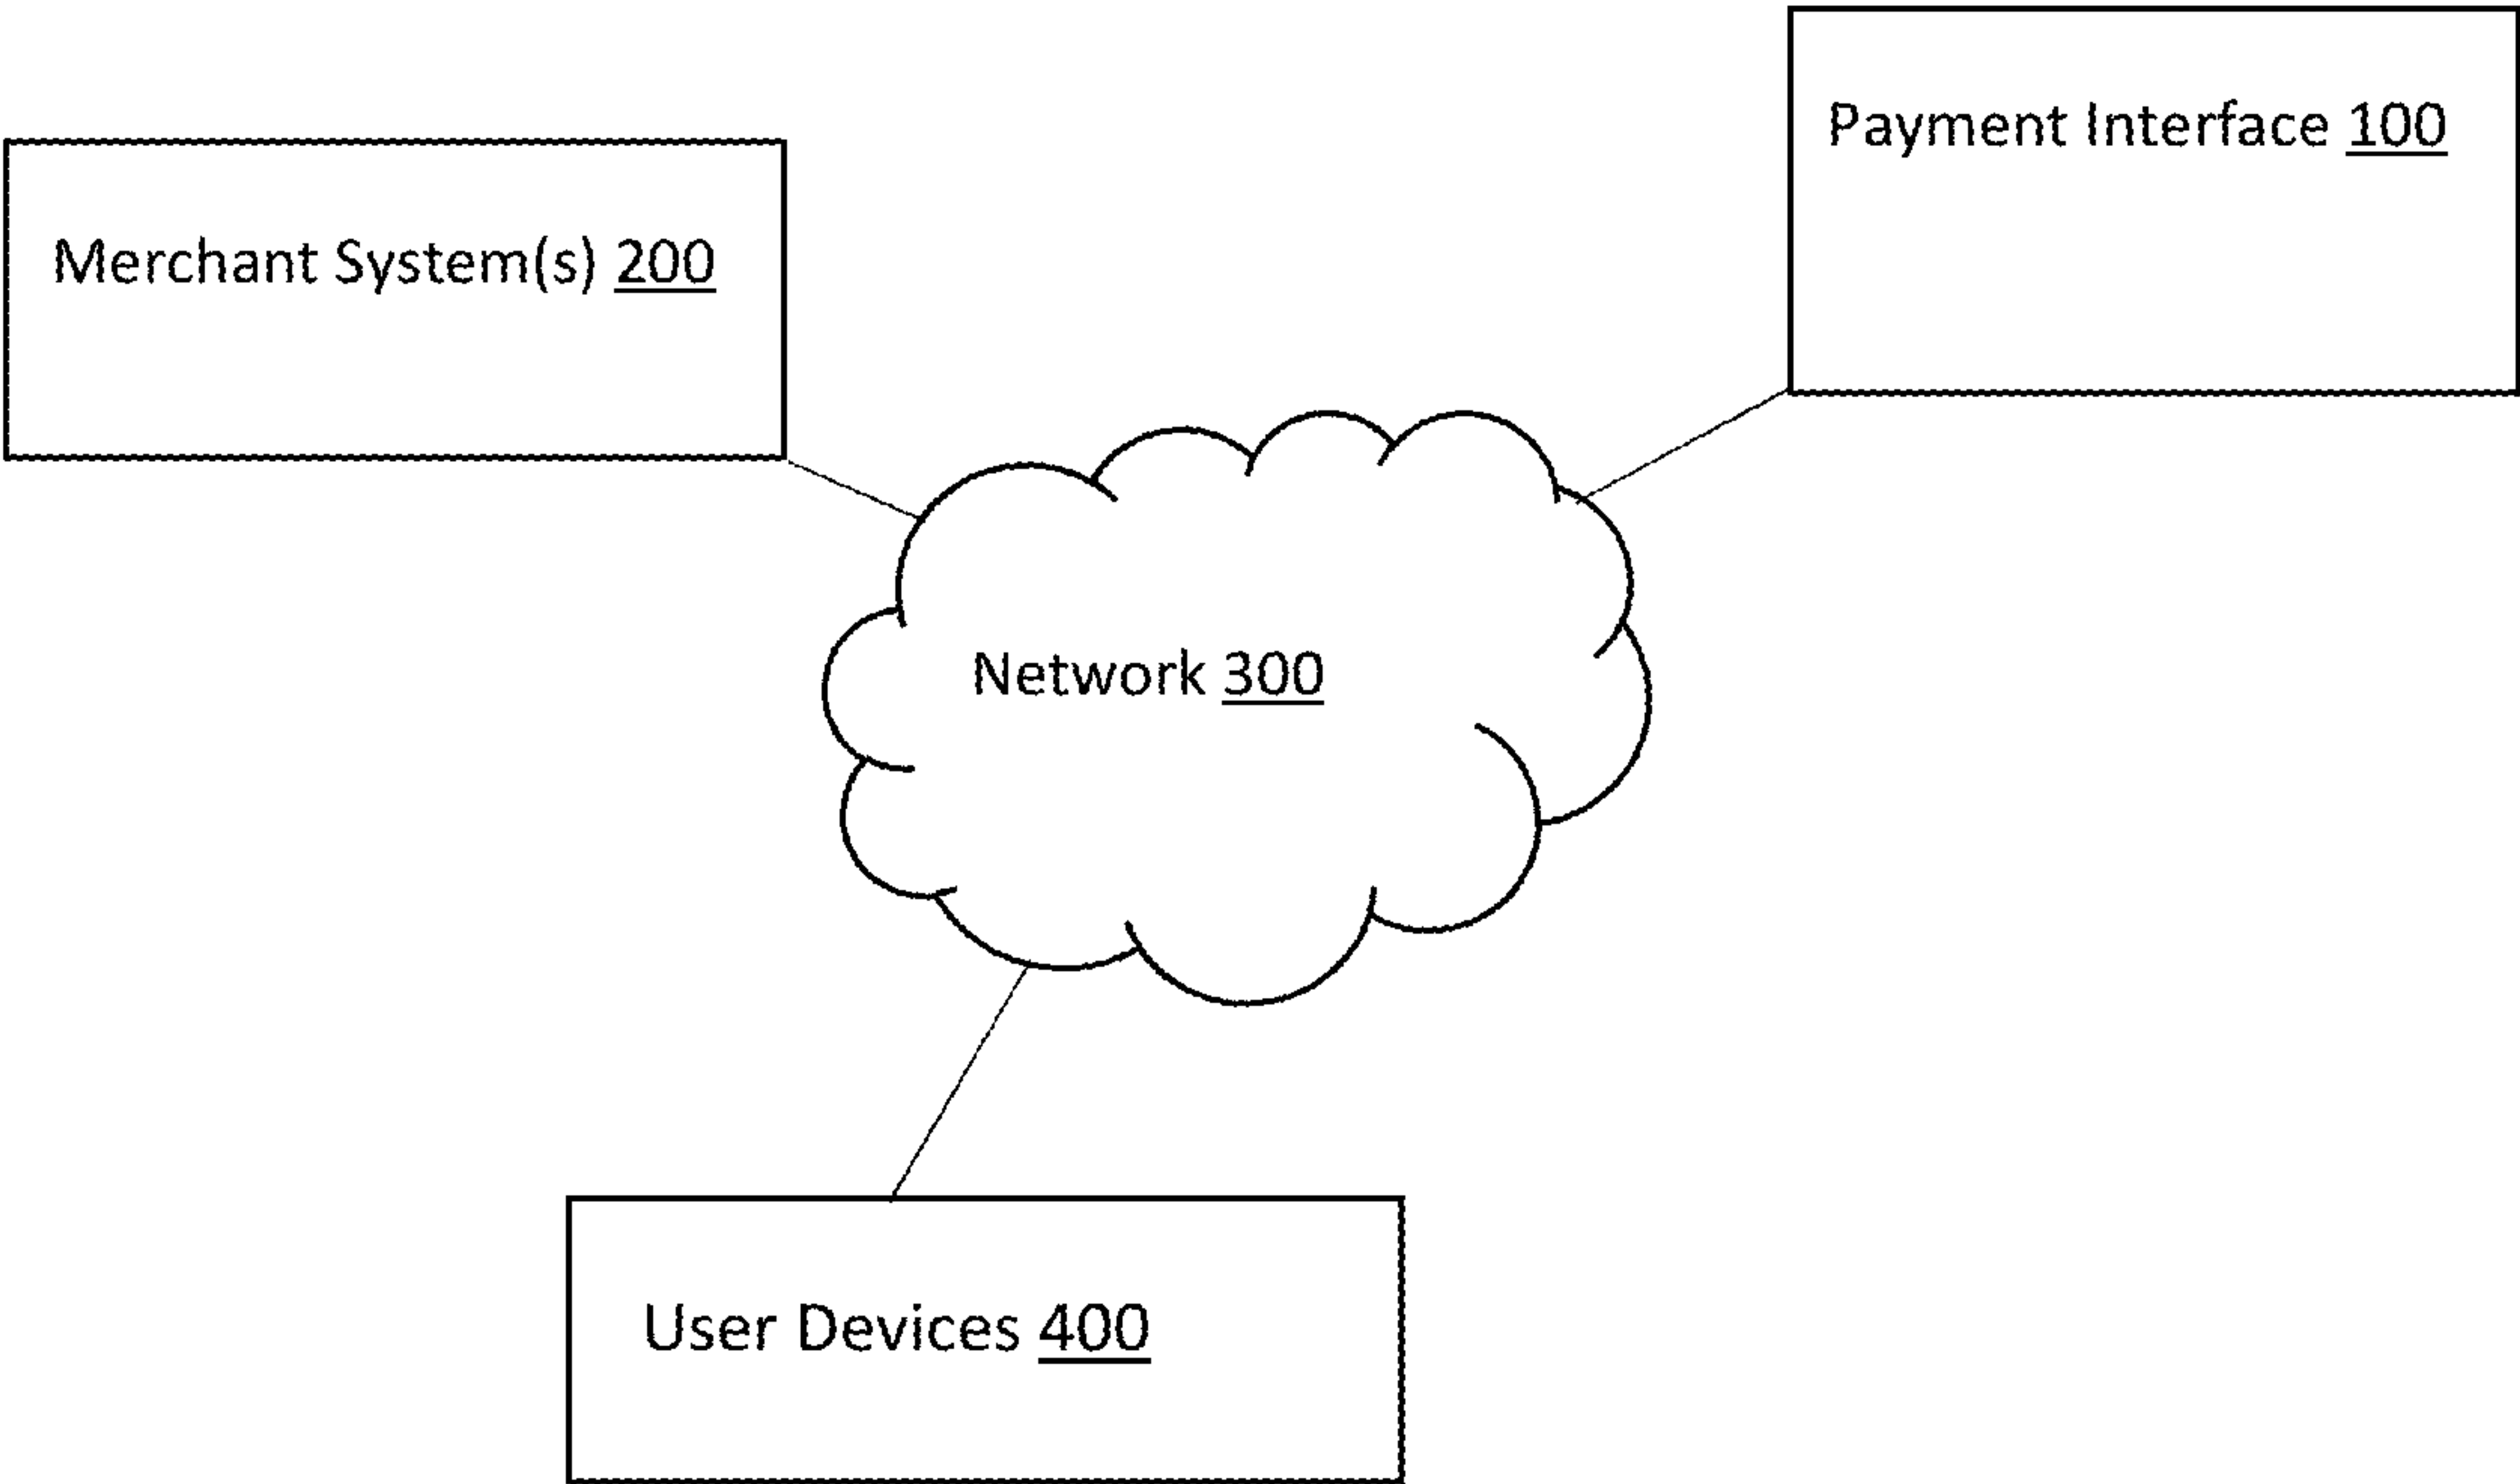 Payment Interface 100
Merchant System(s) 200
Network 300
User Devices 400